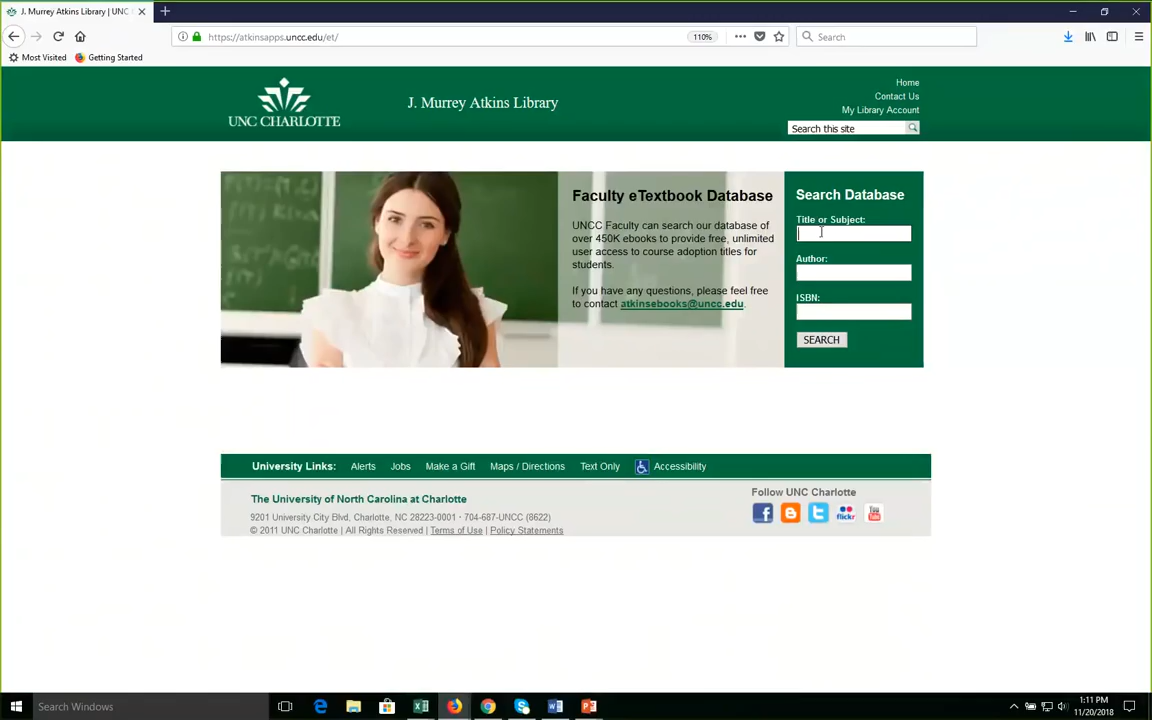 J. Murrey Atkins Library | UNC
https://atkinsapps.uncc.edu/et/
110%
Search
Most Visited
Getting Started
UNC CHARLOTTE
J. Murrey Atkins Library
Home
Contact Us
My Library Account
Search this site
Faculty eTextbook Database
UNCC Faculty can search our database of
over 450K ebooks to provide free, unlimited
user access to course adoption titles for
students.
If you have any questions, please feel free
to contact atkinsebooks@uncc.edu.
Search Database
Title or Subject:
Author:
ISBN:
SEARCH
University Links: Alerts Jobs Make a Gift Maps / Directions Text Only Accessibility
The University of North Carolina at Charlotte
9201 University City Blvd, Charlotte, NC 28223-0001 · 704-687-UNCC (8622)
© 2011 UNC Charlotte | All Rights Reserved | Terms of Use | Policy Statements
Follow UNC Charlotte
flickr
You
Search Windows
1:11 PM
11/20/2018